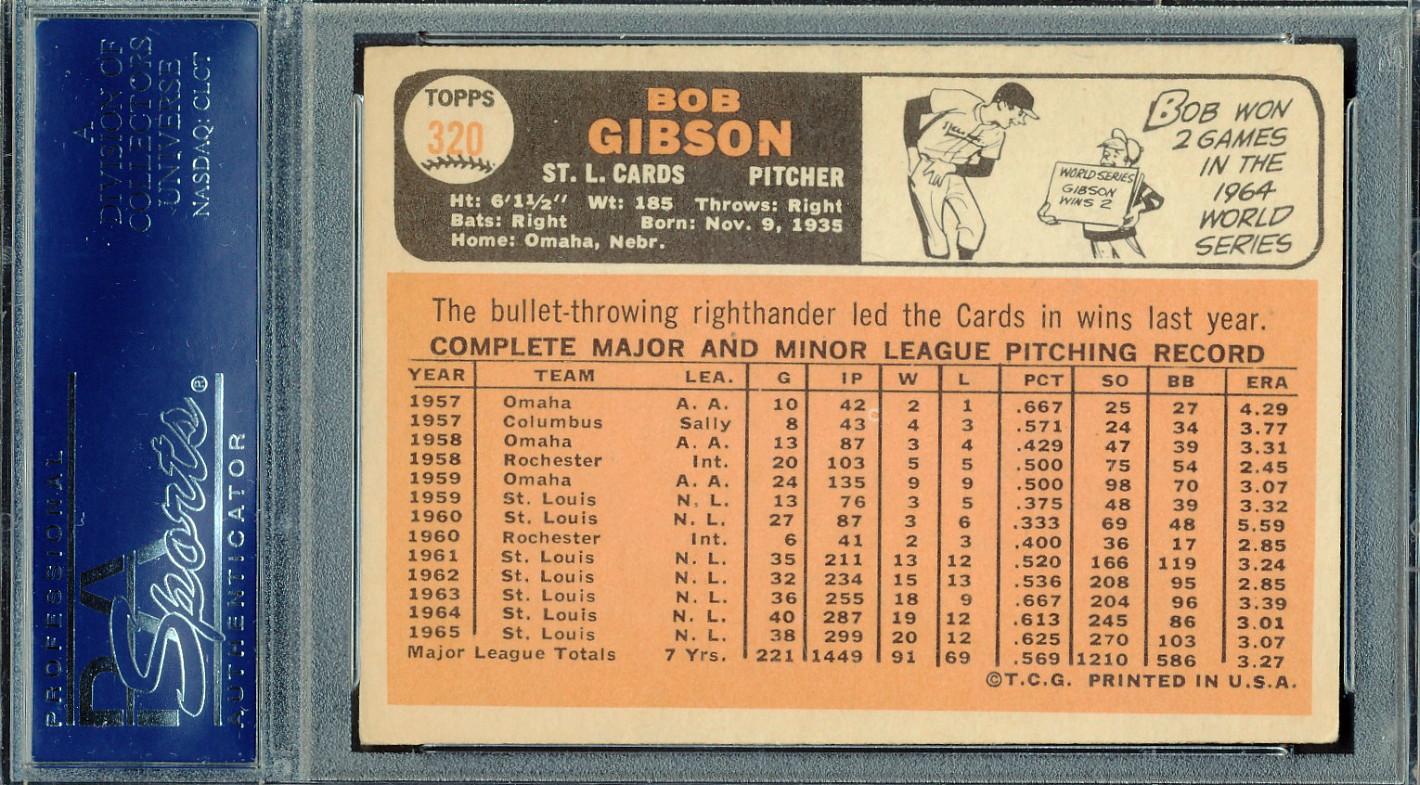 A
DIVISION OF
COLLECTORS
UNIVERSE
NASDAQ: CLCT
PROFESSIONAL
PSA
Sports®
AUTHENTICATOR
TOPPS
320
BOB
GIBSON
ST. L. CARDS PITCHER
Ht: 6'1½" Wt: 185 Throws: Right
Bats: Right Born: Nov. 9, 1935
Home: Omaha, Nebr.
WORLD SERIES
GIBSON
WINS 2
BOB WON
2 GAMES
IN THE
1964
WORLD
SERIES
The bullet-throwing righthander led the Cards in wins last year.
COMPLETE MAJOR AND MINOR LEAGUE PITCHING RECORD
YEAR TEAM LEA. G IP W L PCT SO BB ERA
1957 Omaha A. A. 10 42 2 1 .667 25 27 4.29
1957 Columbus Sally 8 43 4 3 .571 24 34 3.77
1958 Omaha A. A. 13 87 3 4 .429 47 39 3.31
1958 Rochester Int. 20 103 5 5 .500 75 54 2.45
1959 Omaha A. A. 24 135 9 9 .500 98 70 3.07
1959 St. Louis N. L. 13 76 3 5 .375 48 39 3.32
1960 St. Louis N. L. 27 87 3 6 .333 69 48 5.59
1960 Rochester Int. 6 41 2 3 .400 36 17 2.85
1961 St. Louis N. L. 35 211 13 12 .520 166 119 3.24
1962 St. Louis N. L. 32 234 15 13 .536 208 95 2.85
1963 St. Louis N. L. 36 255 18 9 .667 204 96 3.39
1964 St. Louis N. L. 40 287 19 12 .613 245 86 3.01
1965 St. Louis N. L. 38 299 20 12 .625 270 103 3.07
Major League Totals 7 Yrs. 221 1449 91 69 .569 1210 586 3.27
©T.C.G. PRINTED IN U.S.A.